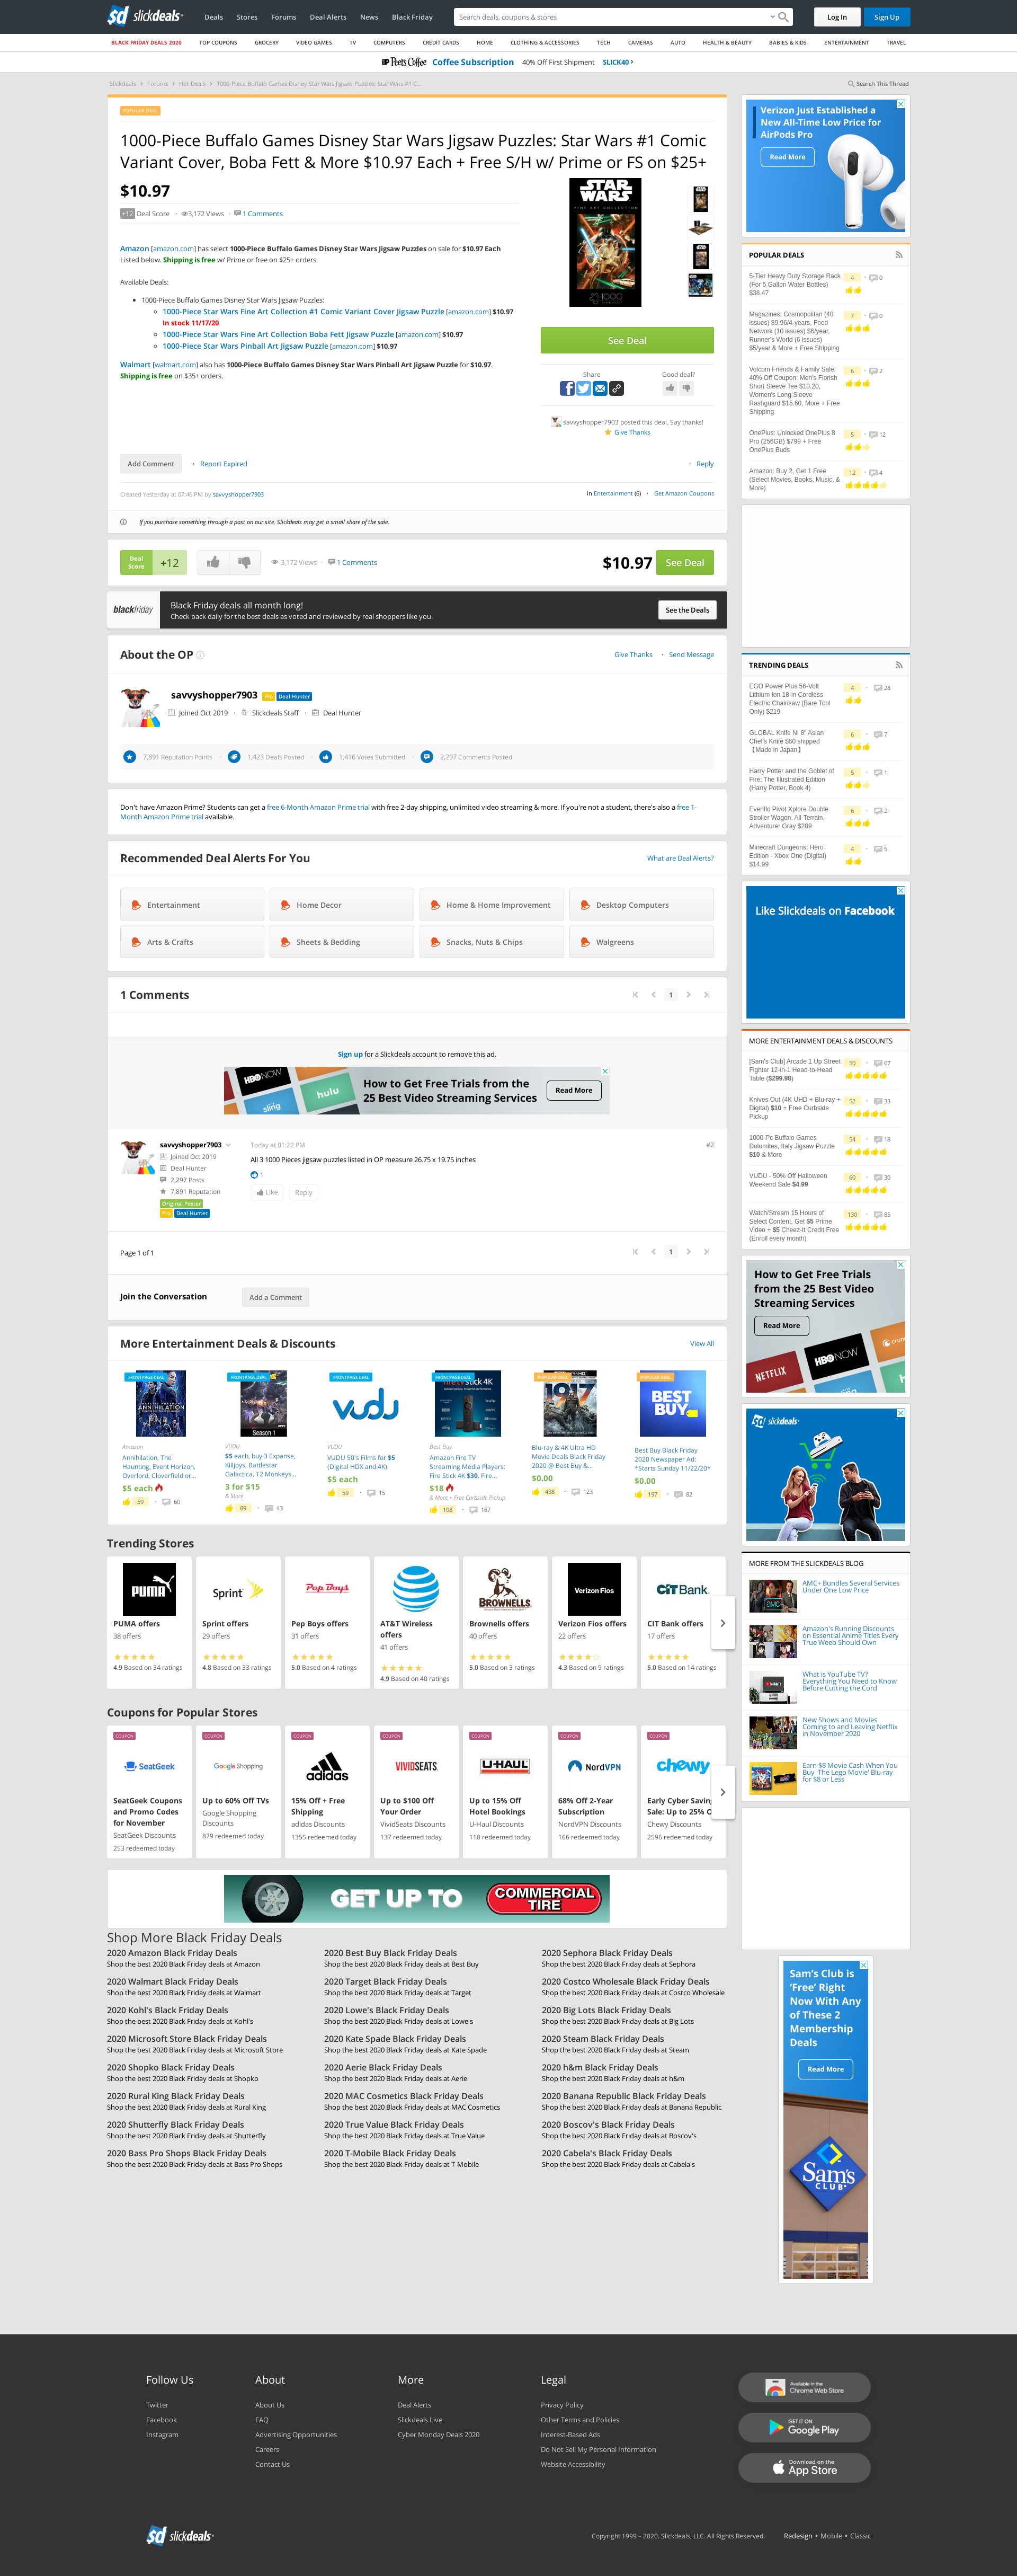 slickdeals
Deals Stores Forums Deal Alerts News Black Friday
Search deals, coupons & stores
Log In Sign Up
BLACK FRIDAY DEALS 2020 TOP COUPONS GROCERY VIDEO GAMES TV COMPUTERS CREDIT CARDS HOME CLOTHING & ACCESSORIES TECH CAMERAS AUTO HEALTH & BEAUTY BABIES & KIDS ENTERTAINMENT TRAVEL
Peet's Coffee Coffee Subscription 40% Off First Shipment SLICK40 ›
Slickdeals › Forums › Hot Deals › 1000-Piece Buffalo Games Disney Star Wars Jigsaw Puzzles: Star Wars #1 C...
Search This Thread
POPULAR DEAL
1000-Piece Buffalo Games Disney Star Wars Jigsaw Puzzles: Star Wars #1 Comic
Variant Cover, Boba Fett & More $10.97 Each + Free S/H w/ Prime or FS on $25+
$10.97
+12 Deal Score • 3,172 Views • 1 Comments
Amazon [amazon.com] has select 1000-Piece Buffalo Games Disney Star Wars Jigsaw Puzzles on sale for $10.97 Each
Listed below. Shipping is free w/ Prime or free on $25+ orders.
Available Deals:
• 1000-Piece Buffalo Games Disney Star Wars Jigsaw Puzzles:
◦ 1000-Piece Star Wars Fine Art Collection #1 Comic Variant Cover Jigsaw Puzzle [amazon.com] $10.97
In stock 11/17/20
◦ 1000-Piece Star Wars Fine Art Collection Boba Fett Jigsaw Puzzle [amazon.com] $10.97
◦ 1000-Piece Star Wars Pinball Art Jigsaw Puzzle [amazon.com] $10.97
Walmart [walmart.com] also has 1000-Piece Buffalo Games Disney Star Wars Pinball Art Jigsaw Puzzle for $10.97.
Shipping is free on $35+ orders.
STAR WARS
FINE ART COLLECTION
1000
See Deal
Share Good deal?
savvyshopper7903 posted this deal. Say thanks!
Give Thanks
Add Comment • Report Expired • Reply
Created Yesterday at 07:46 PM by savvyshopper7903
in Entertainment (6) • Get Amazon Coupons
If you purchase something through a post on our site, Slickdeals may get a small share of the sale.
Deal Score +12
3,172 Views • 1 Comments
$10.97 See Deal
blackfriday
Black Friday deals all month long!
Check back daily for the best deals as voted and reviewed by real shoppers like you.
See the Deals
About the OP
Give Thanks • Send Message
savvyshopper7903 Pro Deal Hunter
Joined Oct 2019 • Slickdeals Staff • Deal Hunter
7,891 Reputation Points • 1,423 Deals Posted • 1,416 Votes Submitted • 2,297 Comments Posted
Don't have Amazon Prime? Students can get a free 6-Month Amazon Prime trial with free 2-day shipping, unlimited video streaming & more. If you're not a student, there's also a free 1-
Month Amazon Prime trial available.
Recommended Deal Alerts For You
What are Deal Alerts?
Entertainment Home Decor Home & Home Improvement Desktop Computers
Arts & Crafts Sheets & Bedding Snacks, Nuts & Chips Walgreens
1 Comments
1
Sign up for a Slickdeals account to remove this ad.
HBO NOW sling hulu
How to Get Free Trials from the
25 Best Video Streaming Services
Read More
savvyshopper7903
Joined Oct 2019
Deal Hunter
2,297 Posts
7,891 Reputation
Original Poster
Pro Deal Hunter
Today at 01:22 PM
#2
All 3 1000 Pieces jigsaw puzzles listed in OP measure 26.75 x 19.75 inches
1
Like Reply
Page 1 of 1
1
Join the Conversation Add a Comment
More Entertainment Deals & Discounts
View All
FRONTPAGE DEAL
ANNIHILATION
Amazon
Annihilation, The
Haunting, Event Horizon,
Overlord, Cloverfield or...
$5 each
59 • 60
FRONTPAGE DEAL
Season 1
VUDU
$5 each, buy 3 Expanse,
Killjoys, Battlestar
Galactica, 12 Monkeys...
3 for $15
& More
69 • 43
FRONTPAGE DEAL
vudu
VUDU
VUDU 50's Films for $5
(Digital HDX and 4K)
$5 each
59 • 15
FRONTPAGE DEAL
fire tv stick 4K
Best Buy
Amazon Fire TV
Streaming Media Players:
Fire Stick 4K $30, Fire...
$18
& More + Free Curbside Pickup
108 • 167
POPULAR DEAL
1917
Blu-ray & 4K Ultra HD
Movie Deals Black Friday
2020 @ Best Buy &...
$0.00
438 • 123
POPULAR DEAL
BEST BUY
Best Buy Black Friday
2020 Newspaper Ad:
*Starts Sunday 11/22/20*
$0.00
197 • 82
Trending Stores
PUMA
PUMA offers
38 offers
4.9 Based on 34 ratings
Sprint
Sprint offers
29 offers
4.8 Based on 33 ratings
Pep Boys
Pep Boys offers
31 offers
5.0 Based on 4 ratings
AT&T
AT&T Wireless
offers
41 offers
4.9 Based on 40 ratings
BROWNELLS
Brownells offers
40 offers
5.0 Based on 3 ratings
Verizon Fios
Verizon Fios offers
22 offers
4.3 Based on 9 ratings
CIT Bank
CIT Bank offers
17 offers
5.0 Based on 14 ratings
Coupons for Popular Stores
COUPON
SeatGeek
SeatGeek Coupons
and Promo Codes
for November
SeatGeek Discounts
253 redeemed today
COUPON
Google Shopping
Up to 60% Off TVs
Google Shopping
Discounts
879 redeemed today
COUPON
adidas
15% Off + Free
Shipping
adidas Discounts
1355 redeemed today
COUPON
VIVIDSEATS
Up to $100 Off
Your Order
VividSeats Discounts
137 redeemed today
COUPON
U-HAUL
Up to 15% Off
Hotel Bookings
U-Haul Discounts
110 redeemed today
COUPON
NordVPN
68% Off 2-Year
Subscription
NordVPN Discounts
166 redeemed today
COUPON
chewy
Early Cyber Saving
Sale: Up to 25% O
Chewy Discounts
2596 redeemed today
GET UP TO COMMERCIAL TIRE
Shop More Black Friday Deals
2020 Amazon Black Friday Deals
Shop the best 2020 Black Friday deals at Amazon
2020 Best Buy Black Friday Deals
Shop the best 2020 Black Friday deals at Best Buy
2020 Sephora Black Friday Deals
Shop the best 2020 Black Friday deals at Sephora
2020 Walmart Black Friday Deals
Shop the best 2020 Black Friday deals at Walmart
2020 Target Black Friday Deals
Shop the best 2020 Black Friday deals at Target
2020 Costco Wholesale Black Friday Deals
Shop the best 2020 Black Friday deals at Costco Wholesale
2020 Kohl's Black Friday Deals
Shop the best 2020 Black Friday deals at Kohl's
2020 Lowe's Black Friday Deals
Shop the best 2020 Black Friday deals at Lowe's
2020 Big Lots Black Friday Deals
Shop the best 2020 Black Friday deals at Big Lots
2020 Microsoft Store Black Friday Deals
Shop the best 2020 Black Friday deals at Microsoft Store
2020 Kate Spade Black Friday Deals
Shop the best 2020 Black Friday deals at Kate Spade
2020 Steam Black Friday Deals
Shop the best 2020 Black Friday deals at Steam
2020 Shopko Black Friday Deals
Shop the best 2020 Black Friday deals at Shopko
2020 Aerie Black Friday Deals
Shop the best 2020 Black Friday deals at Aerie
2020 h&m Black Friday Deals
Shop the best 2020 Black Friday deals at h&m
2020 Rural King Black Friday Deals
Shop the best 2020 Black Friday deals at Rural King
2020 MAC Cosmetics Black Friday Deals
Shop the best 2020 Black Friday deals at MAC Cosmetics
2020 Banana Republic Black Friday Deals
Shop the best 2020 Black Friday deals at Banana Republic
2020 Shutterfly Black Friday Deals
Shop the best 2020 Black Friday deals at Shutterfly
2020 True Value Black Friday Deals
Shop the best 2020 Black Friday deals at True Value
2020 Boscov's Black Friday Deals
Shop the best 2020 Black Friday deals at Boscov's
2020 Bass Pro Shops Black Friday Deals
Shop the best 2020 Black Friday deals at Bass Pro Shops
2020 T-Mobile Black Friday Deals
Shop the best 2020 Black Friday deals at T-Mobile
2020 Cabela's Black Friday Deals
Shop the best 2020 Black Friday deals at Cabela's
Verizon Just Established a
New All-Time Low Price for
AirPods Pro
Read More
POPULAR DEALS
5-Tier Heavy Duty Storage Rack
(For 5 Gallon Water Bottles)
$38.47
4 • 0
Magazines: Cosmopolitan (40
issues) $9.96/4-years, Food
Network (10 issues) $6/year,
Runner's World (6 issues)
$5/year & More + Free Shipping
7 • 0
Volcom Friends & Family Sale:
40% Off Coupon: Men's Florish
Short Sleeve Tee $10.20,
Women's Long Sleeve
Rashguard $15.60, More + Free
Shipping
6 • 2
OnePlus: Unlocked OnePlus 8
Pro (256GB) $799 + Free
OnePlus Buds
5 • 12
Amazon: Buy 2, Get 1 Free
(Select Movies, Books, Music, &
More)
12 • 4
TRENDING DEALS
EGO Power Plus 56-Volt
Lithium Ion 18-in Cordless
Electric Chainsaw (Bare Tool
Only) $219
4 • 28
GLOBAL Knife NI 8" Asian
Chef's Knife $60 shipped
【Made in Japan】
6 • 7
Harry Potter and the Goblet of
Fire: The Illustrated Edition
(Harry Potter, Book 4)
5 • 1
Evenflo Pivot Xplore Double
Stroller Wagon, All-Terrain,
Adventurer Gray $209
6 • 2
Minecraft Dungeons: Hero
Edition - Xbox One (Digital)
$14.99
4 • 5
Like Slickdeals on Facebook
MORE ENTERTAINMENT DEALS & DISCOUNTS
[Sam's Club] Arcade 1 Up Street
Fighter 12-in-1 Head-to-Head
Table ($299.98)
50 • 67
Knives Out (4K UHD + Blu-ray +
Digital) $10 + Free Curbside
Pickup
52 • 33
1000-Pc Buffalo Games
Dolomites, Italy Jigsaw Puzzle
$10 & More
54 • 18
VUDU - 50% Off Halloween
Weekend Sale $4.99
60 • 30
Watch/Stream 15 Hours of
Select Content, Get $5 Prime
Video + $5 Cheez-It Credit Free
(Enroll every month)
130 • 85
How to Get Free Trials
from the 25 Best Video
Streaming Services
Read More
NETFLIX HBO NOW
slickdeals
MORE FROM THE SLICKDEALS BLOG
AMC+ Bundles Several Services
Under One Low Price
Amazon's Running Discounts
on Essential Anime Titles Every
True Weeb Should Own
What is YouTube TV?
Everything You Need to Know
Before Cutting the Cord
New Shows and Movies
Coming to and Leaving Netflix
in November 2020
Earn $8 Movie Cash When You
Buy 'The Lego Movie' Blu-ray
for $8 or Less
Sam's Club is
'Free' Right
Now With Any
of These 2
Membership
Deals
Read More
Sam's CLUB
Follow Us
Twitter
Facebook
Instagram
About
About Us
FAQ
Advertising Opportunities
Careers
Contact Us
More
Deal Alerts
Slickdeals Live
Cyber Monday Deals 2020
Legal
Privacy Policy
Other Terms and Policies
Interest-Based Ads
Do Not Sell My Personal Information
Website Accessibility
Available in the Chrome Web Store
GET IT ON Google Play
Download on the App Store
slickdeals
Copyright 1999 – 2020. Slickdeals, LLC. All Rights Reserved.
Redesign • Mobile • Classic